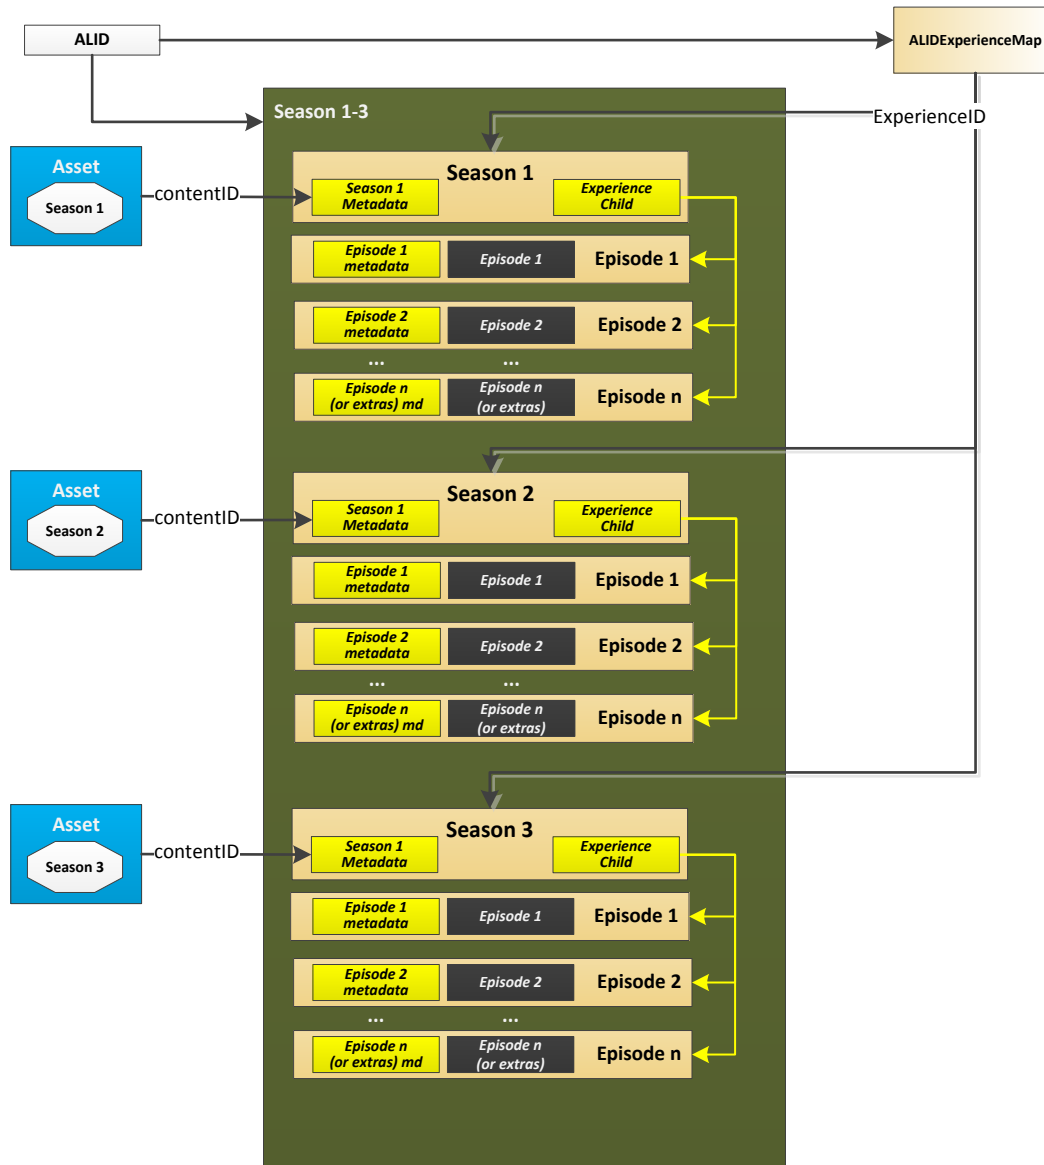 ALID
ALIDExperienceMap
Season 1-3
ExperienceID
Asset
Season 1
contentID
Season 1
Season 1
Metadata
Experience
Child
Episode 1
metadata
Episode 1
Episode 1
Episode 2
metadata
Episode 2
Episode 2
...
...
Episode n
(or extras) md
Episode n
(or extras)
Episode n
Asset
Season 2
contentID
Season 2
Season 1
Metadata
Experience
Child
Episode 1
metadata
Episode 1
Episode 1
Episode 2
metadata
Episode 2
Episode 2
...
...
Episode n
(or extras) md
Episode n
(or extras)
Episode n
Asset
Season 3
contentID
Season 3
Season 1
Metadata
Experience
Child
Episode 1
metadata
Episode 1
Episode 1
Episode 2
metadata
Episode 2
Episode 2
...
...
Episode n
(or extras) md
Episode n
(or extras)
Episode n